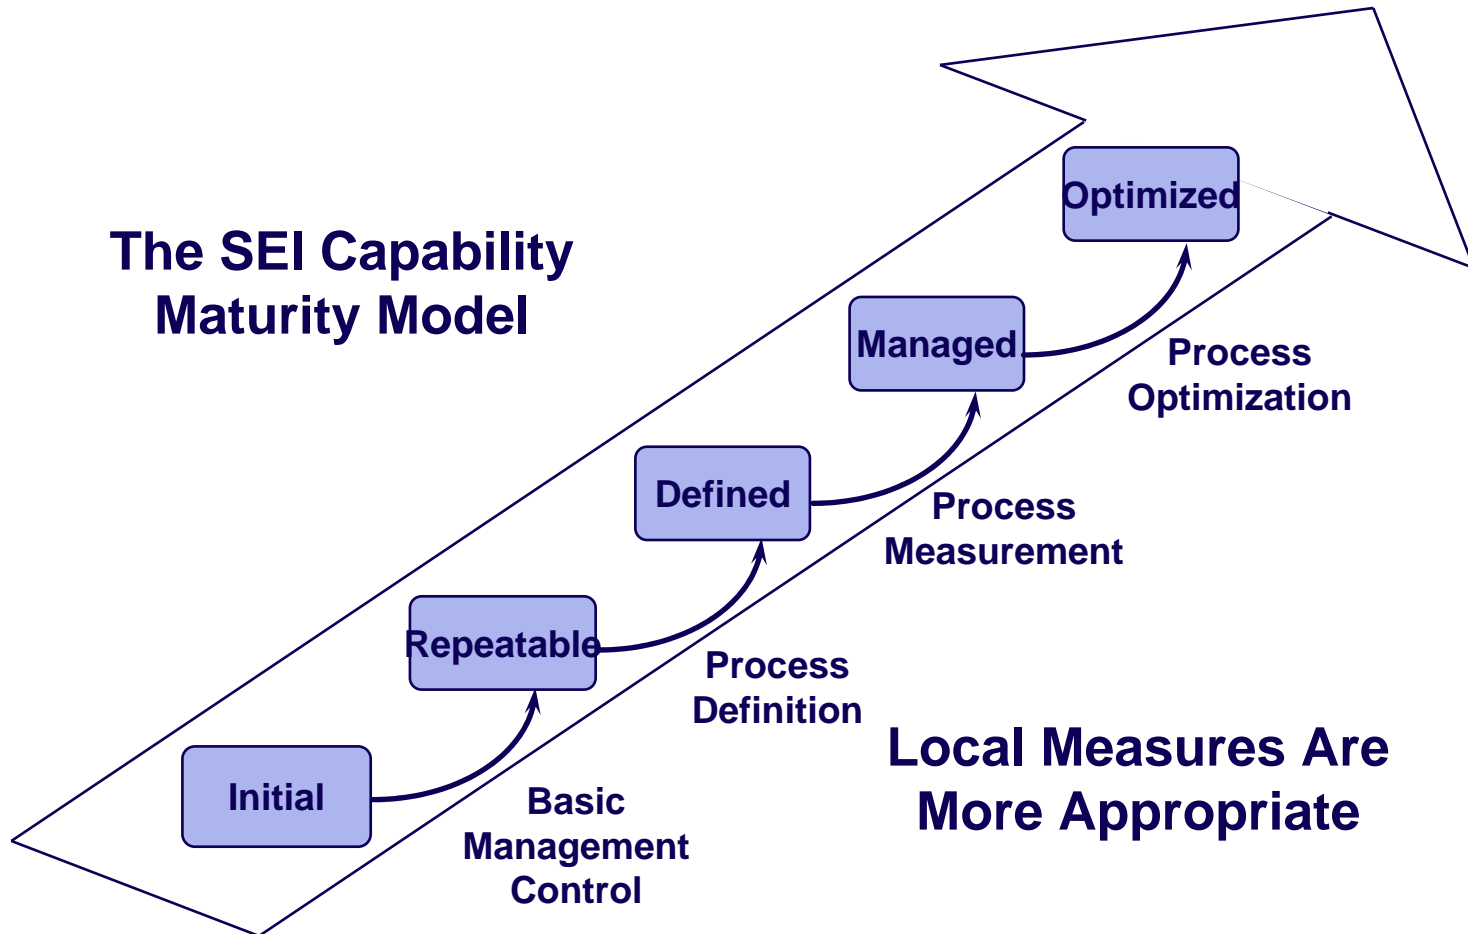 The SEI Capability
Maturity Model
Optimized
Managed
Process
Optimization
Defined
Process
Measurement
Repeatable
Process
Definition
Initial
Basic
Management
Control
Local Measures Are
More Appropriate